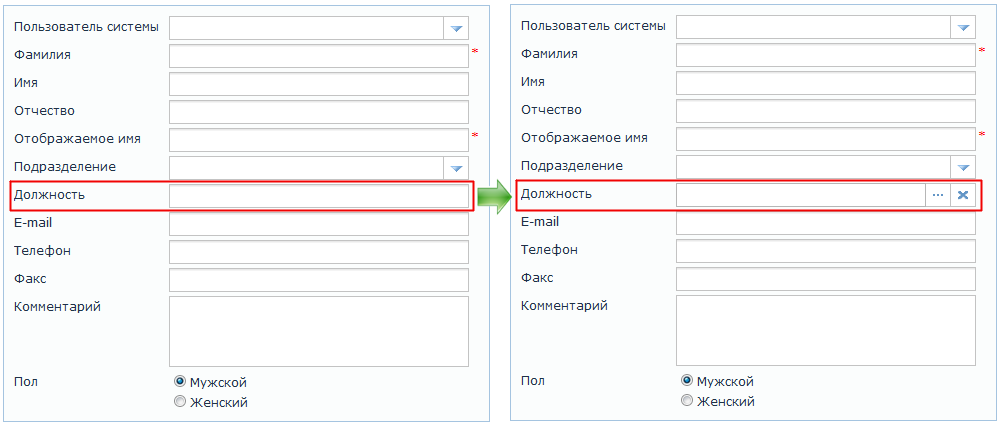 Пользователь системы
Фамилия *
Имя
Отчество
Отображаемое имя *
Подразделение
Должность
E-mail
Телефон
Факс
Комментарий
Пол Мужской
Женский
Пользователь системы
Фамилия *
Имя
Отчество
Отображаемое имя *
Подразделение
Должность ...
E-mail
Телефон
Факс
Комментарий
Пол Мужской
Женский